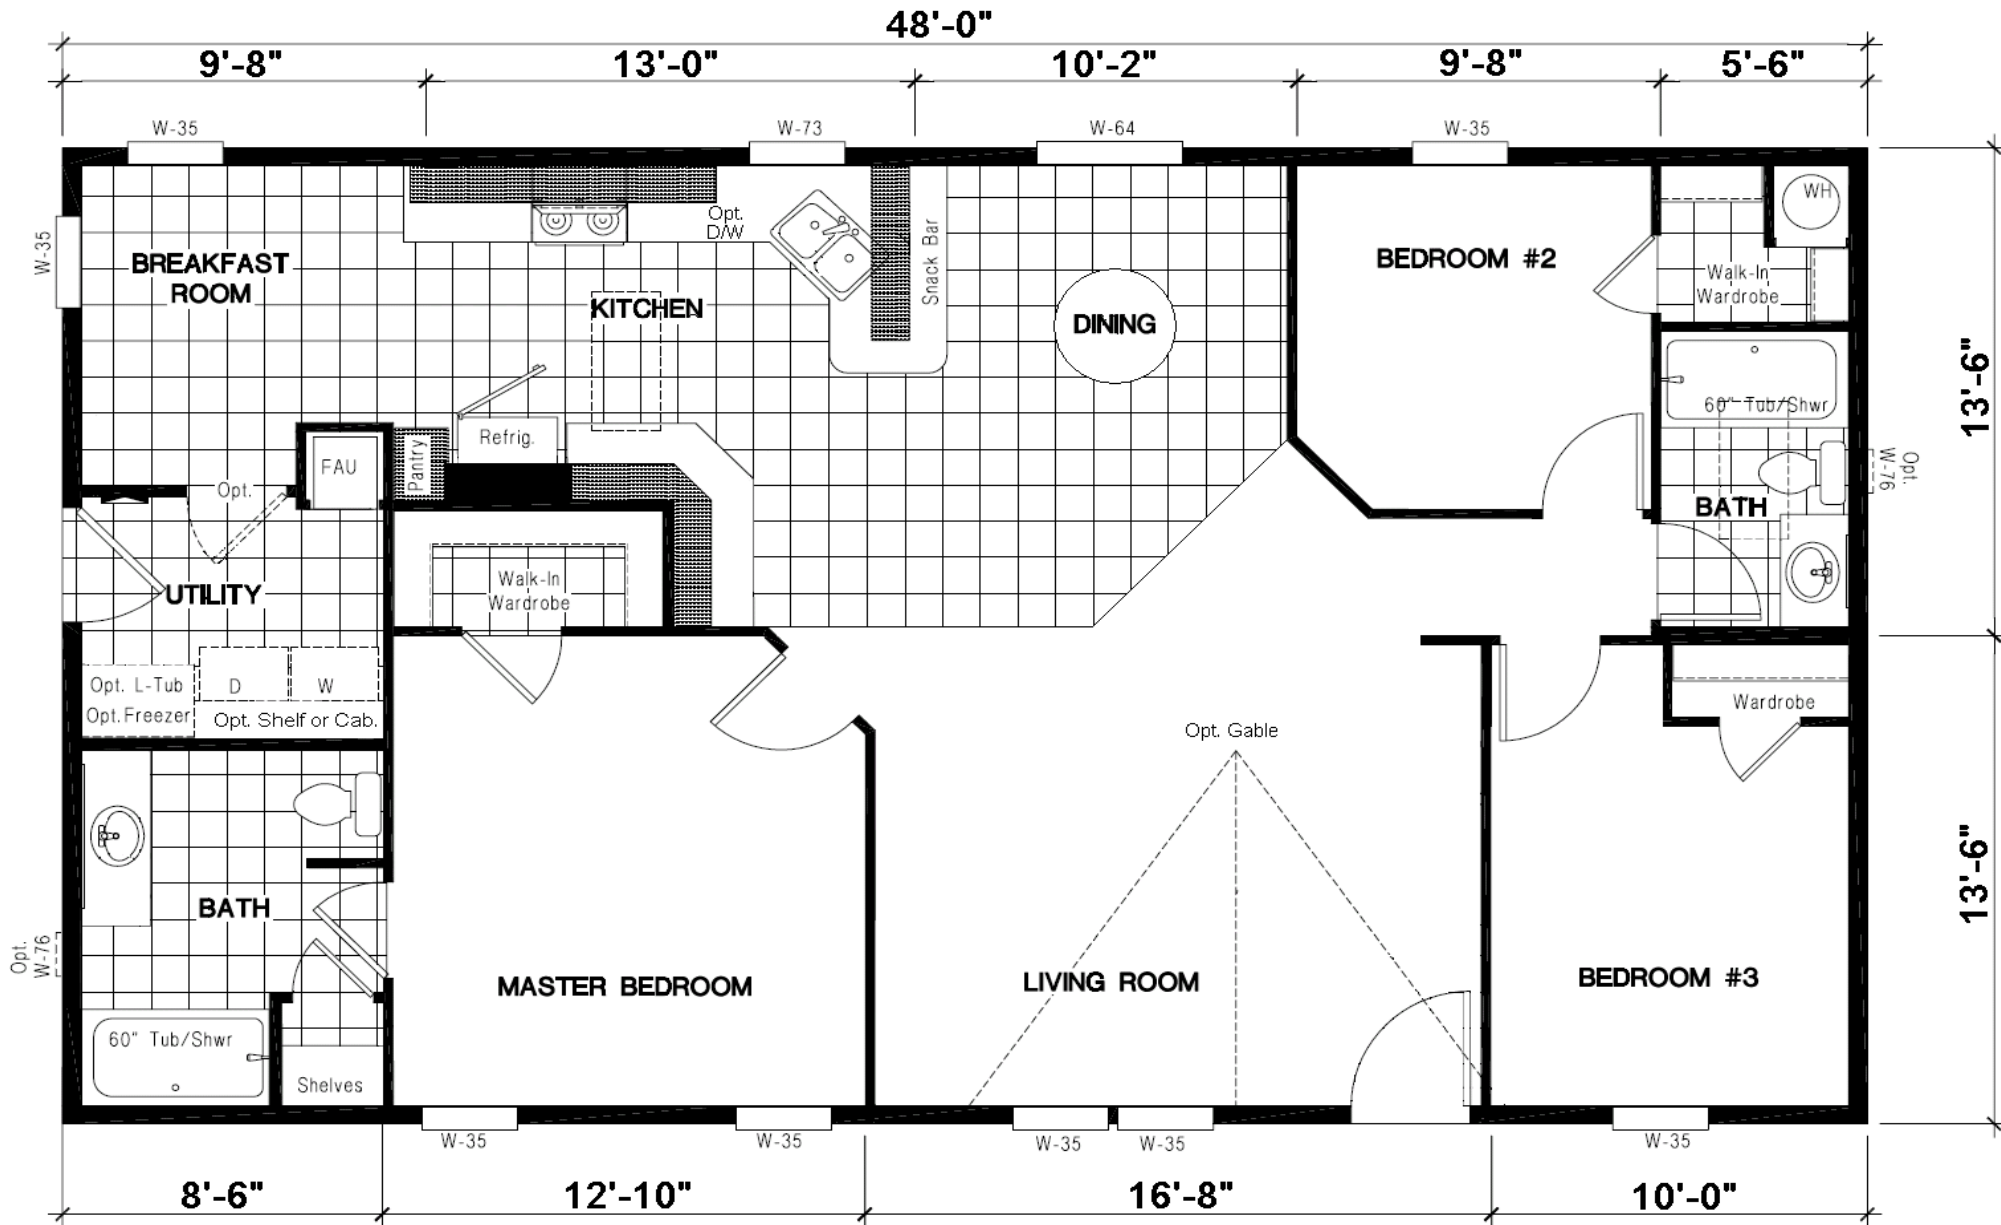 48'-0"
9'-8"
13'-0"
10'-2"
9'-8"
5'-6"
W-35
W-73
W-64
W-35
W-35
BREAKFAST
ROOM
Opt.
D/W
Snack Bar
KITCHEN
DINING
BEDROOM #2
WH
Walk-In
Wardrobe
13'-6"
60" Tub/Shwr
Refrig.
Pantry
FAU
Opt.
BATH
Opt.
W-76
UTILITY
Walk-In
Wardrobe
Opt. L-Tub
D
W
Opt. Freezer
Opt. Shelf or Cab.
Wardrobe
Opt. Gable
13'-6"
BATH
Opt.
W-76
MASTER BEDROOM
LIVING ROOM
BEDROOM #3
60" Tub/Shwr
Shelves
W-35
W-35
W-35
W-35
W-35
8'-6"
12'-10"
16'-8"
10'-0"